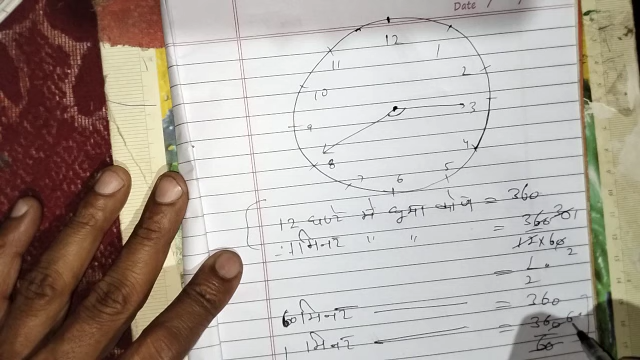 Date
12
11
1
10
2
9
3
8
4
7
6
5
12 घण्टे में घुमा कोण = 360
∴ 1 मिनट " " = 360 / 12 × 60
= 1/2 °
60 मिनट = 360
1 मिनट = 360 / 60